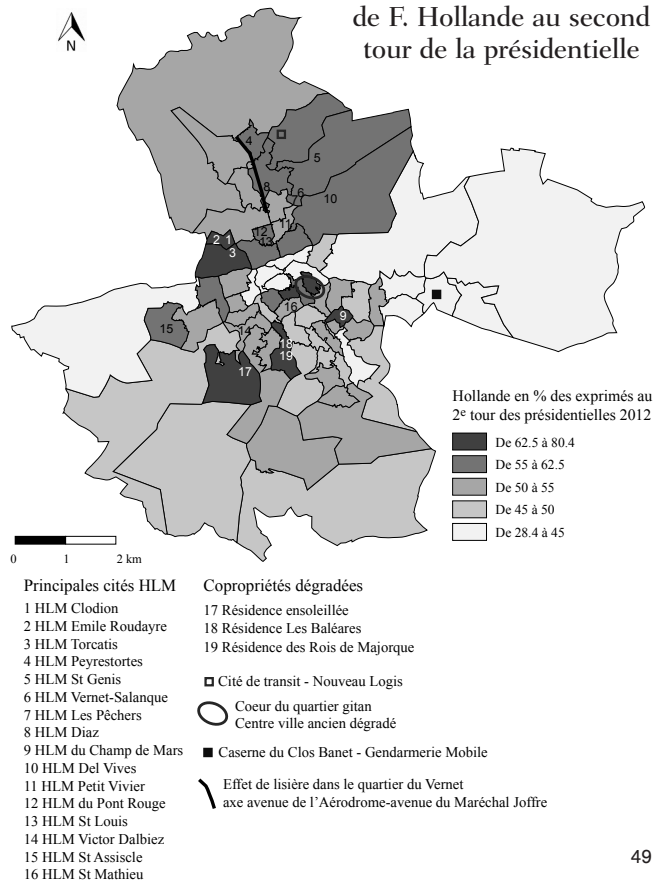 de F. Hollande au second
tour de la présidentielle
N
4
5
8
6
10
7
11
12
13
2 1
3
16
9
15
14
18
19
17
Hollande en % des exprimés au
2e tour des présidentielles 2012
De 62.5 à 80.4
De 55 à 62.5
De 50 à 55
De 45 à 50
De 28.4 à 45
0 1 2 km
Principales cités HLM
1 HLM Clodion
2 HLM Emile Roudayre
3 HLM Torcatis
4 HLM Peyrestortes
5 HLM St Genis
6 HLM Vernet-Salanque
7 HLM Les Pêchers
8 HLM Diaz
9 HLM du Champ de Mars
10 HLM Del Vives
11 HLM Petit Vivier
12 HLM du Pont Rouge
13 HLM St Louis
14 HLM Victor Dalbiez
15 HLM St Assiscle
16 HLM St Mathieu
Copropriétés dégradées
17 Résidence ensoleillée
18 Résidence Les Baléares
19 Résidence des Rois de Majorque
Cité de transit - Nouveau Logis
Coeur du quartier gitan
Centre ville ancien dégradé
Caserne du Clos Banet - Gendarmerie Mobile
Effet de lisière dans le quartier du Vernet
axe avenue de l'Aérodrome-avenue du Maréchal Joffre
49